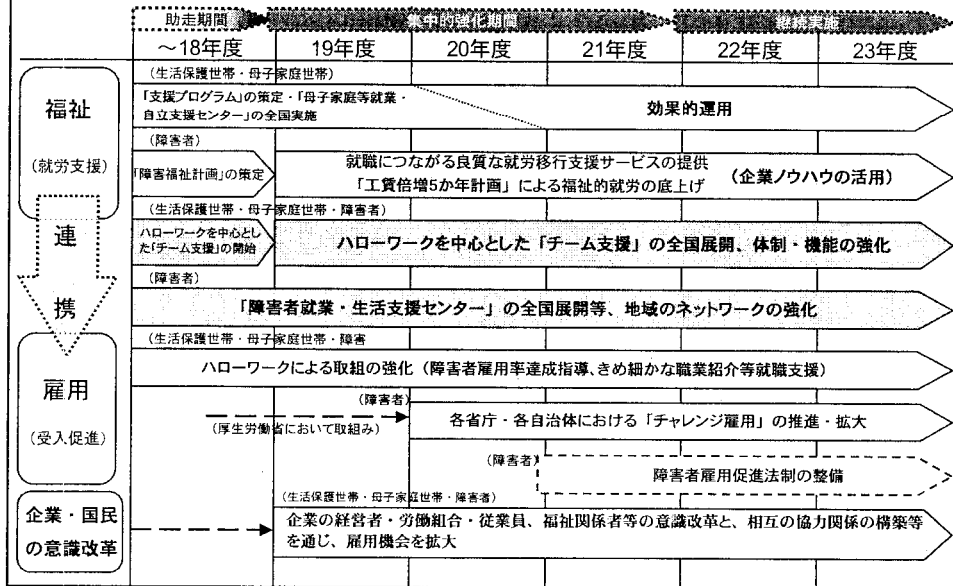 助走期間
集中的強化期間
継続実施
～18年度
19年度
20年度
21年度
22年度
23年度
福祉
(就労支援)
連
携
雇用
(受入促進)
企業・国民
の意識改革
(生活保護世帯・母子家庭世帯)
「支援プログラム」の策定・「母子家庭等就業・
自立支援センター」の全国実施
効果的運用
(障害者)
「障害福祉計画」の策定
就職につながる良質な就労移行支援サービスの提供
「工賃倍増5か年計画」による福祉的就労の底上げ
(企業ノウハウの活用)
(生活保護世帯・母子家庭世帯・障害者)
ハローワークを中心とし
た「チーム支援」の開始
ハローワークを中心とした「チーム支援」の全国展開、体制・機能の強化
(障害者)
「障害者就業・生活支援センター」の全国展開等、地域のネットワークの強化
(生活保護世帯・母子家庭世帯・障害
ハローワークによる取組の強化（障害者雇用率達成指導、きめ細かな職業紹介等就職支援）
(障害者)
(厚生労働省において取組み)
各省庁・各自治体における「チャレンジ雇用」の推進・拡大
(障害者)
障害者雇用促進法制の整備
(生活保護世帯・母子家庭世帯・障害者)
企業の経営者・労働組合・従業員、福祉関係者等の意識改革と、相互の協力関係の構築等
を通じ、雇用機会を拡大